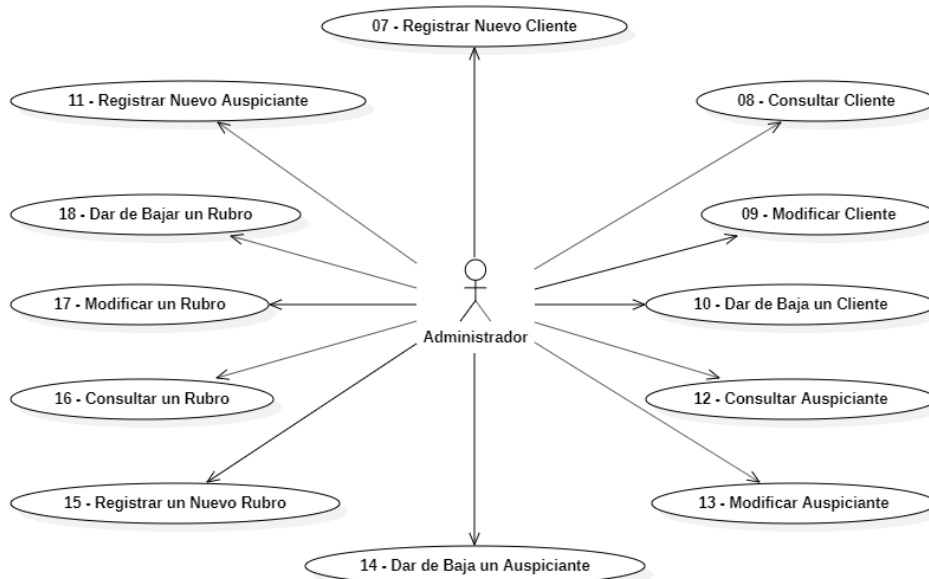 07 - Registrar Nuevo Cliente
11 - Registrar Nuevo Auspiciante
08 - Consultar Cliente
18 - Dar de Bajar un Rubro
09 - Modificar Cliente
17 - Modificar un Rubro
10 - Dar de Baja un Cliente
Administrador
16 - Consultar un Rubro
12 - Consultar Auspiciante
15 - Registrar un Nuevo Rubro
13 - Modificar Auspiciante
14 - Dar de Baja un Auspiciante